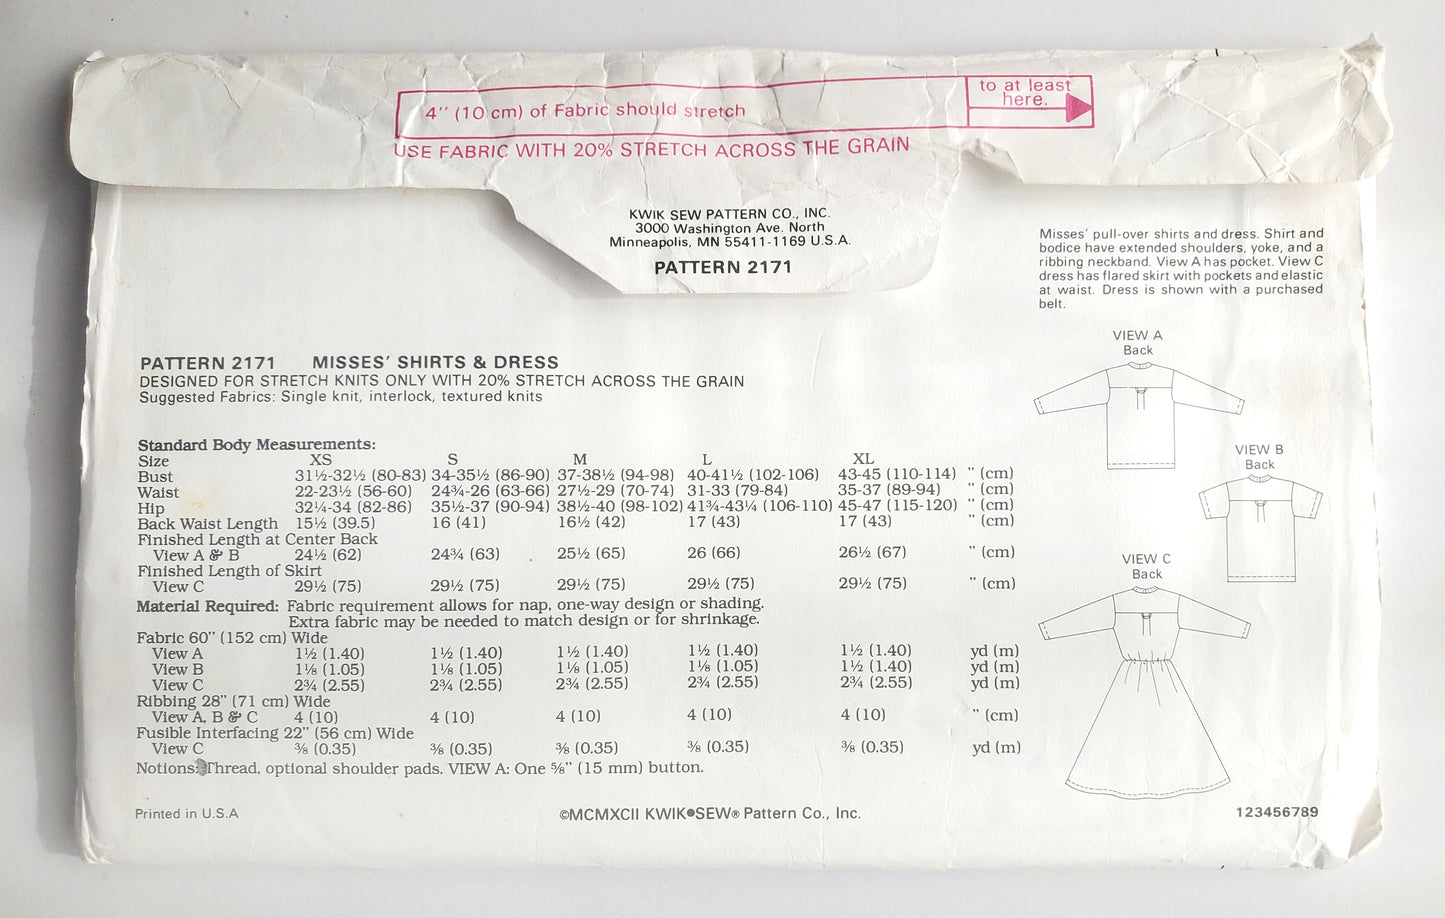 4'' (10 cm) of Fabric should stretch
to at least
here.
USE FABRIC WITH 20% STRETCH ACROSS THE GRAIN
KWIK SEW PATTERN CO., INC.
3000 Washington Ave. North
Minneapolis, MN 55411-1169 U.S.A.
PATTERN 2171
Misses' pull-over shirts and dress. Shirt and
bodice have extended shoulders, yoke, and a
ribbing neckband. View A has pocket. View C
dress has flared skirt with pockets and elastic
at waist. Dress is shown with a purchased
belt.
VIEW A
Back
VIEW B
Back
VIEW C
Back
PATTERN 2171 MISSES' SHIRTS & DRESS
DESIGNED FOR STRETCH KNITS ONLY WITH 20% STRETCH ACROSS THE GRAIN
Suggested Fabrics: Single knit, interlock, textured knits
Standard Body Measurements:
Size XS S M L XL
Bust 31½-32½ (80-83) 34-35½ (86-90) 37-38½ (94-98) 40-41½ (102-106) 43-45 (110-114) '' (cm)
Waist 22-23½ (56-60) 24¾-26 (63-66) 27½-29 (70-74) 31-33 (79-84) 35-37 (89-94) '' (cm)
Hip 32¼-34 (82-86) 35½-37 (90-94) 38½-40 (98-102) 41¾-43¼ (106-110) 45-47 (115-120) '' (cm)
Back Waist Length 15½ (39.5) 16 (41) 16½ (42) 17 (43) 17 (43) '' (cm)
Finished Length at Center Back
View A & B 24½ (62) 24¾ (63) 25½ (65) 26 (66) 26½ (67) '' (cm)
Finished Length of Skirt
View C 29½ (75) 29½ (75) 29½ (75) 29½ (75) 29½ (75) '' (cm)
Material Required: Fabric requirement allows for nap, one-way design or shading.
Extra fabric may be needed to match design or for shrinkage.
Fabric 60'' (152 cm) Wide
View A 1½ (1.40) 1½ (1.40) 1½ (1.40) 1½ (1.40) 1½ (1.40) yd (m)
View B 1⅛ (1.05) 1⅛ (1.05) 1⅛ (1.05) 1⅛ (1.05) 1½ (1.40) yd (m)
View C 2¾ (2.55) 2¾ (2.55) 2¾ (2.55) 2¾ (2.55) 2¾ (2.55) yd (m)
Ribbing 28'' (71 cm) Wide
View A, B & C 4 (10) 4 (10) 4 (10) 4 (10) 4 (10) '' (cm)
Fusible Interfacing 22'' (56 cm) Wide
View C ⅜ (0.35) ⅜ (0.35) ⅜ (0.35) ⅜ (0.35) ⅜ (0.35) yd (m)
Notions: Thread, optional shoulder pads. VIEW A: One ⅝'' (15 mm) button.
Printed in U.S.A
©MCMXCII KWIK•SEW® Pattern Co., Inc.
123456789